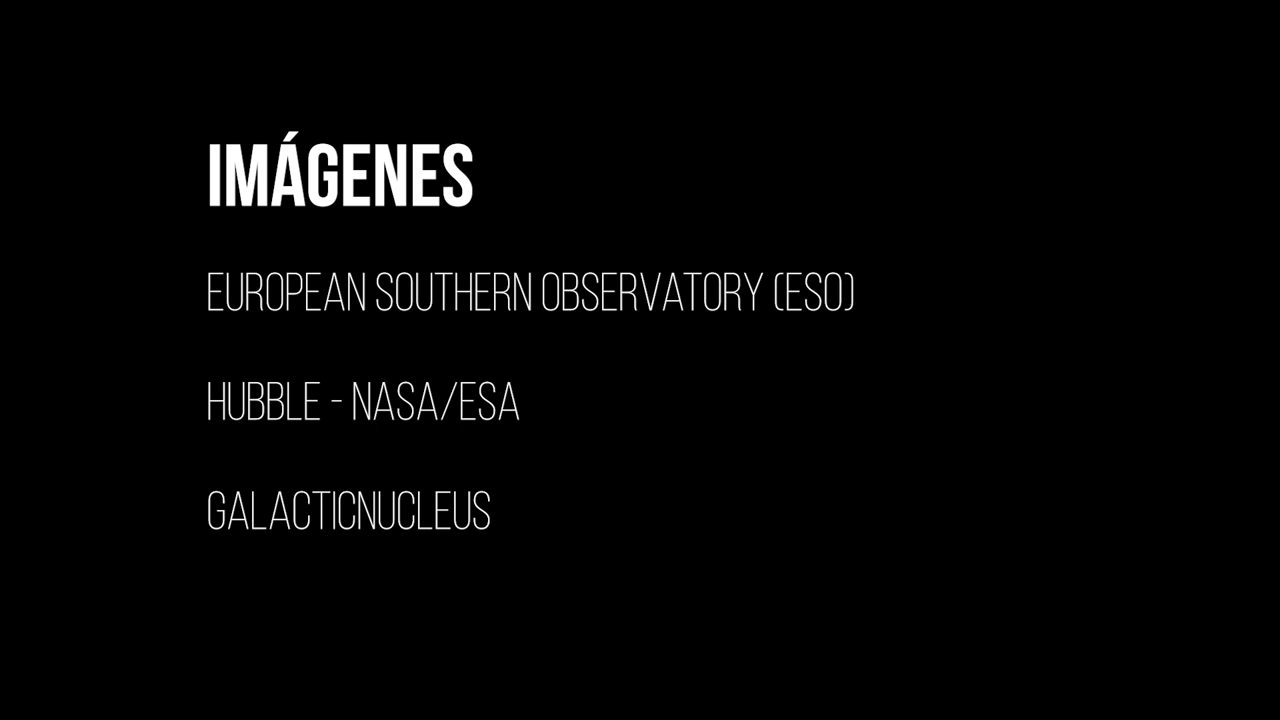 IMÁGENES
EUROPEAN SOUTHERN OBSERVATORY (ESO)
HUBBLE - NASA/ESA
GALACTICNUCLEUS